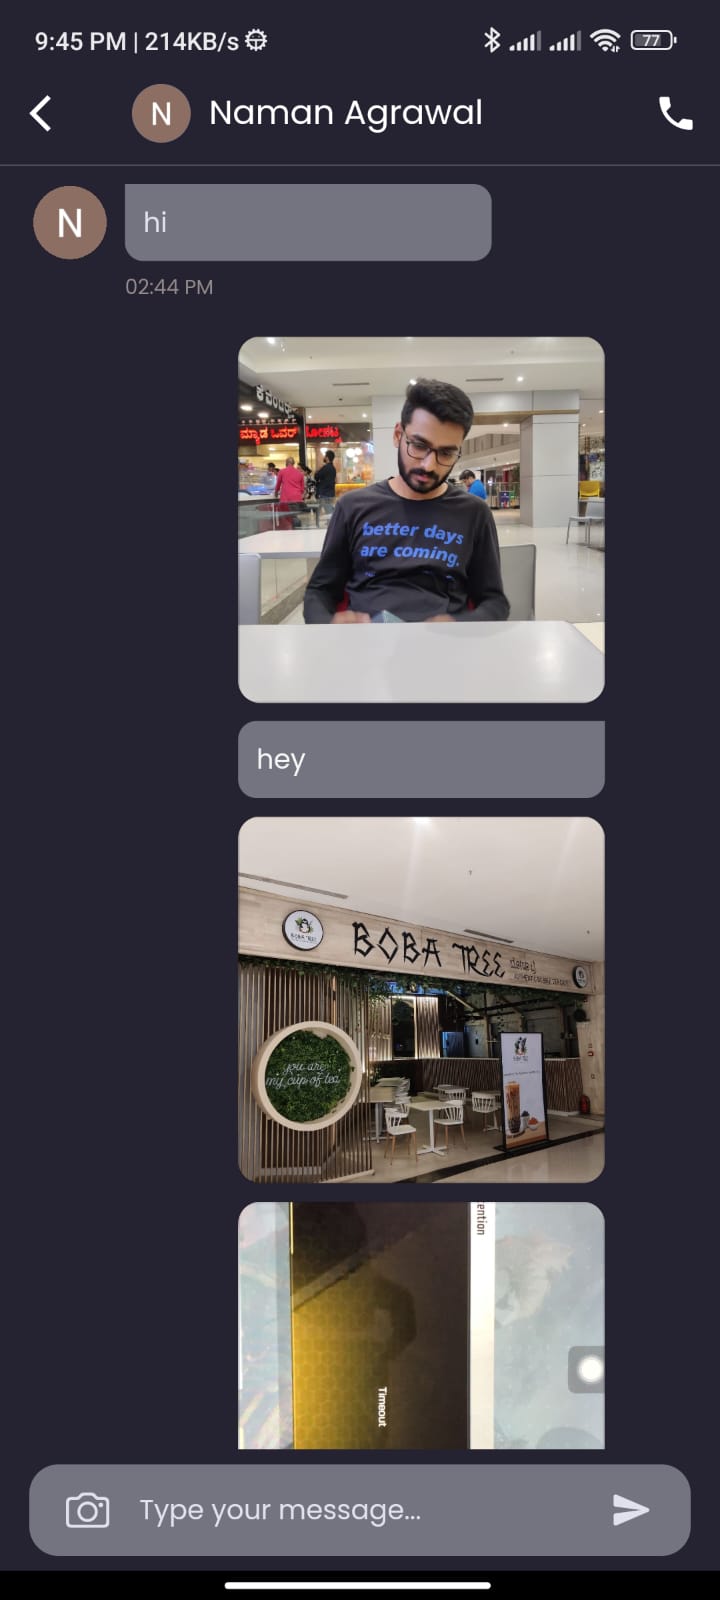 9:45 PM | 214KB/s
77
N
Naman Agrawal
N
hi
02:44 PM
better days
are coming.
hey
BOBA TREE
you are
my cup of tea
ention
Timeout
Type your message...